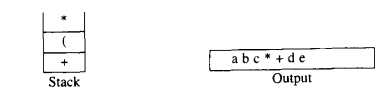 *
(
+
a b c * + d e
Stack
Output